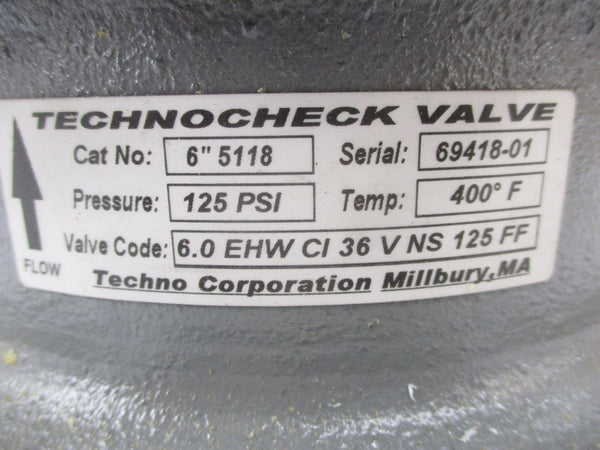 TECHNOCHECK VALVE
Cat No: 6" 5118 Serial: 69418-01
Pressure: 125 PSI Temp: 400° F
Valve Code: 6.0 EHW CI 36 V NS 125 FF
FLOW
Techno Corporation Millbury, MA